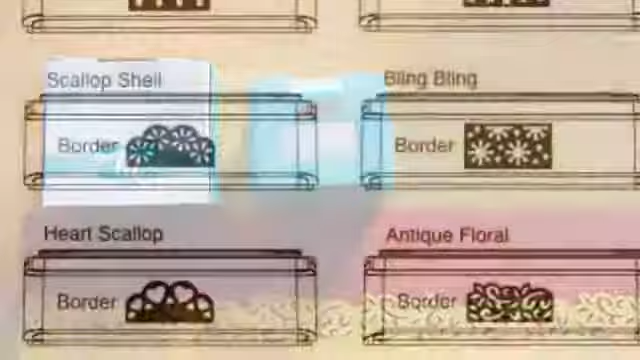 Scallop Shell
Bling Bling
Border
Border
Heart Scallop
Antique Floral
Border
Border